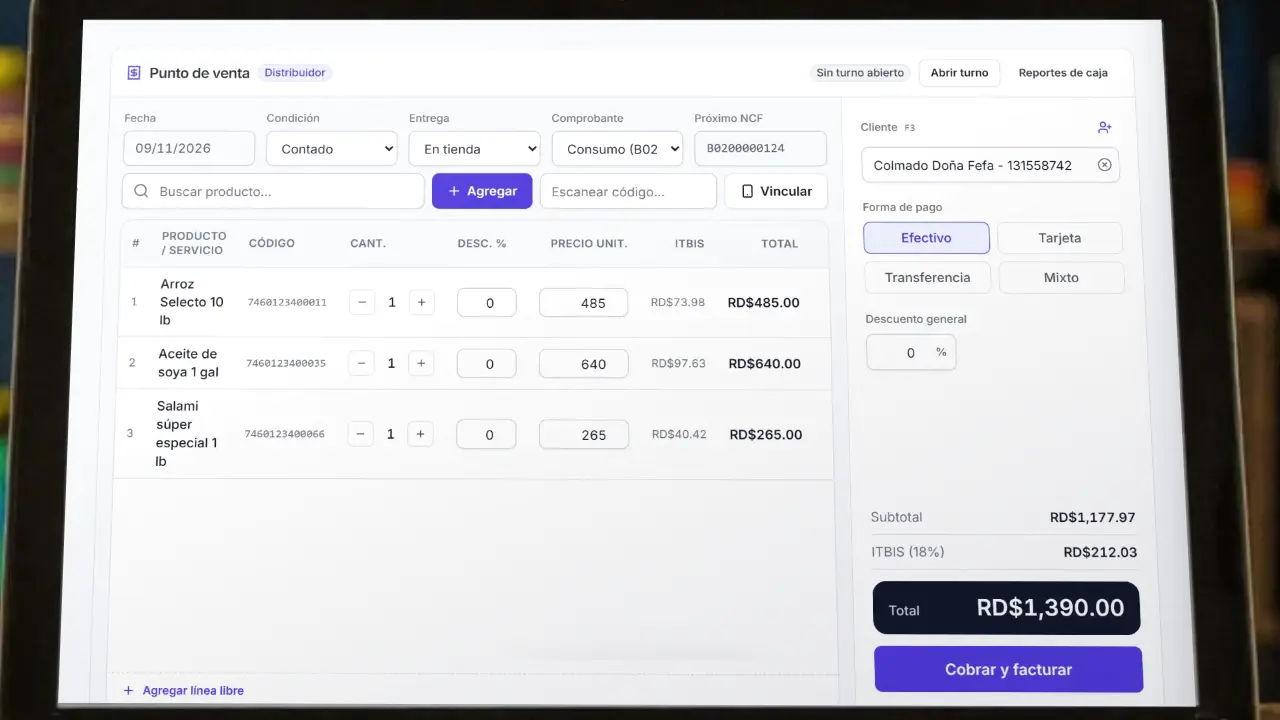 Punto de venta Distribuidor
Sin turno abierto Abrir turno Reportes de caja
Fecha Condición Entrega Comprobante Próximo NCF
09/11/2026 Contado En tienda Consumo (B02 B0200000124
Buscar producto... + Agregar Escanear código... Vincular
# PRODUCTO / SERVICIO CÓDIGO CANT. DESC. % PRECIO UNIT. ITBIS TOTAL
1 Arroz Selecto 10 lb 7460123400011 − 1 + 0 485 RD$73.98 RD$485.00
2 Aceite de soya 1 gal 7460123400035 − 1 + 0 640 RD$97.63 RD$640.00
3 Salami súper especial 1 lb 7460123400066 − 1 + 0 265 RD$40.42 RD$265.00
+ Agregar línea libre
Cliente F3
Colmado Doña Fefa - 131558742
Forma de pago
Efectivo Tarjeta
Transferencia Mixto
Descuento general
0 %
Subtotal RD$1,177.97
ITBIS (18%) RD$212.03
Total RD$1,390.00
Cobrar y facturar